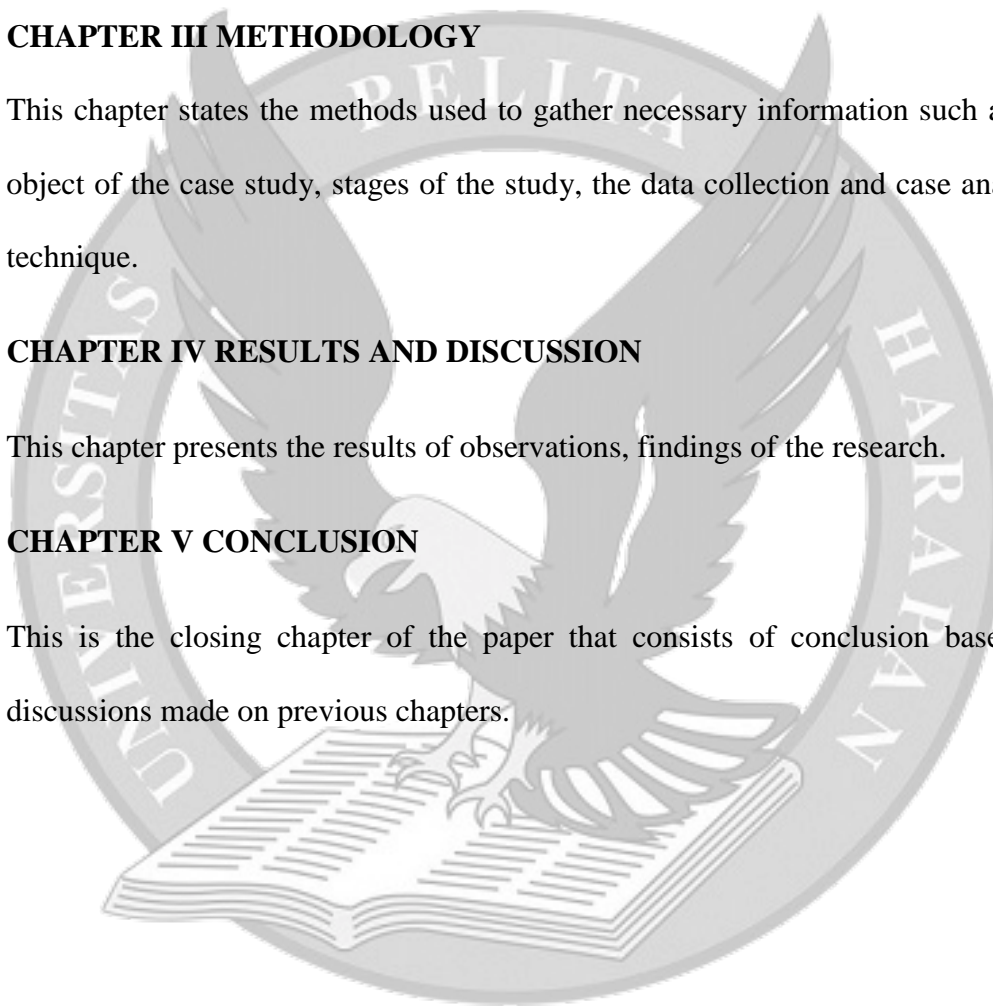 CHAPTER III METHODOLOGY
This chapter states the methods used to gather necessary information such
object of the case study, stages of the study, the data collection and case
technique.
CHAPTER IV RESULTS AND DISCUSSION
This chapter presents the results of observations, findings of the research.
CHAPTER V CONCLUSION
This is the closing chapter of the paper that consists of conclusion
discussions made on previous chapters.
UNIVERSITAS PELITA HARAPAN